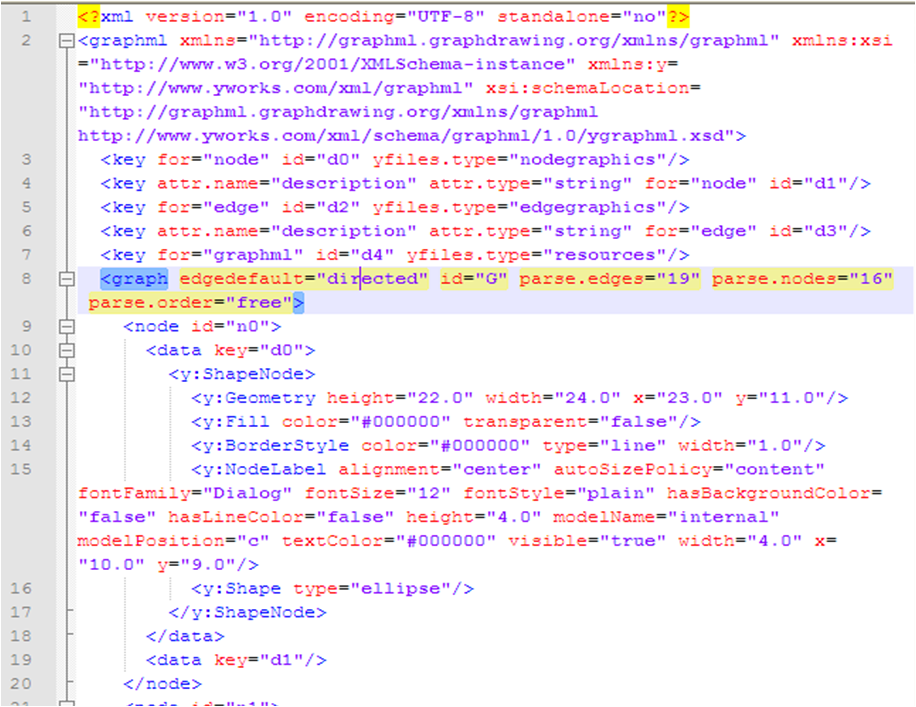 1 <?xml version="1.0" encoding="UTF-8" standalone="no"?>
2 <graphml xmlns="http://graphml.graphdrawing.org/xmlns/graphml" xmlns:xsi
="http://www.w3.org/2001/XMLSchema-instance" xmlns:y=
"http://www.yworks.com/xml/graphml" xsi:schemaLocation=
"http://graphml.graphdrawing.org/xmlns/graphml
http://www.yworks.com/xml/schema/graphml/1.0/ygraphml.xsd">
3 <key for="node" id="d0" yfiles.type="nodegraphics"/>
4 <key attr.name="description" attr.type="string" for="node" id="d1"/>
5 <key for="edge" id="d2" yfiles.type="edgegraphics"/>
6 <key attr.name="description" attr.type="string" for="edge" id="d3"/>
7 <key for="graphml" id="d4" yfiles.type="resources"/>
8 <graph edgedefault="directed" id="G" parse.edges="19" parse.nodes="16"
parse.order="free">
9 <node id="n0">
10 <data key="d0">
11 <y:ShapeNode>
12 <y:Geometry height="22.0" width="24.0" x="23.0" y="11.0"/>
13 <y:Fill color="#000000" transparent="false"/>
14 <y:BorderStyle color="#000000" type="line" width="1.0"/>
15 <y:NodeLabel alignment="center" autoSizePolicy="content"
fontFamily="Dialog" fontSize="12" fontStyle="plain" hasBackgroundColor=
"false" hasLineColor="false" height="4.0" modelName="internal"
modelPosition="c" textColor="#000000" visible="true" width="4.0" x=
"10.0" y="9.0"/>
16 <y:Shape type="ellipse"/>
17 </y:ShapeNode>
18 </data>
19 <data key="d1"/>
20 </node>
21 <node id="n1">